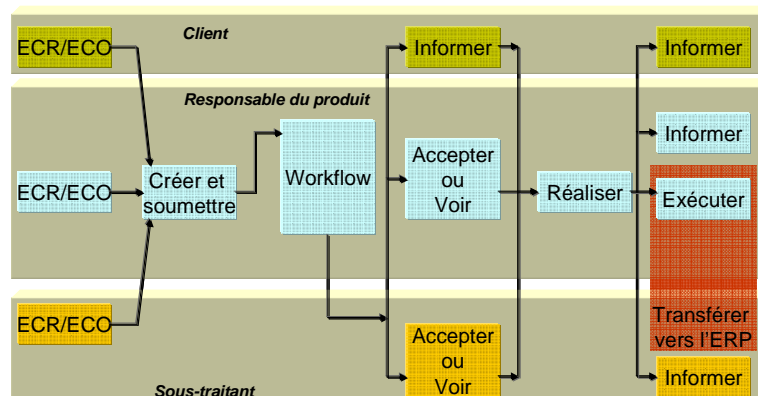 Client
ECR/ECO
Informer
Informer
Responsable du produit
Informer
ECR/ECO
Créer et
soumettre
Workflow
Accepter
ou
Voir
Réaliser
Exécuter
ECR/ECO
Transférer
vers l'ERP
Accepter
ou
Voir
Informer
Sous-traitant